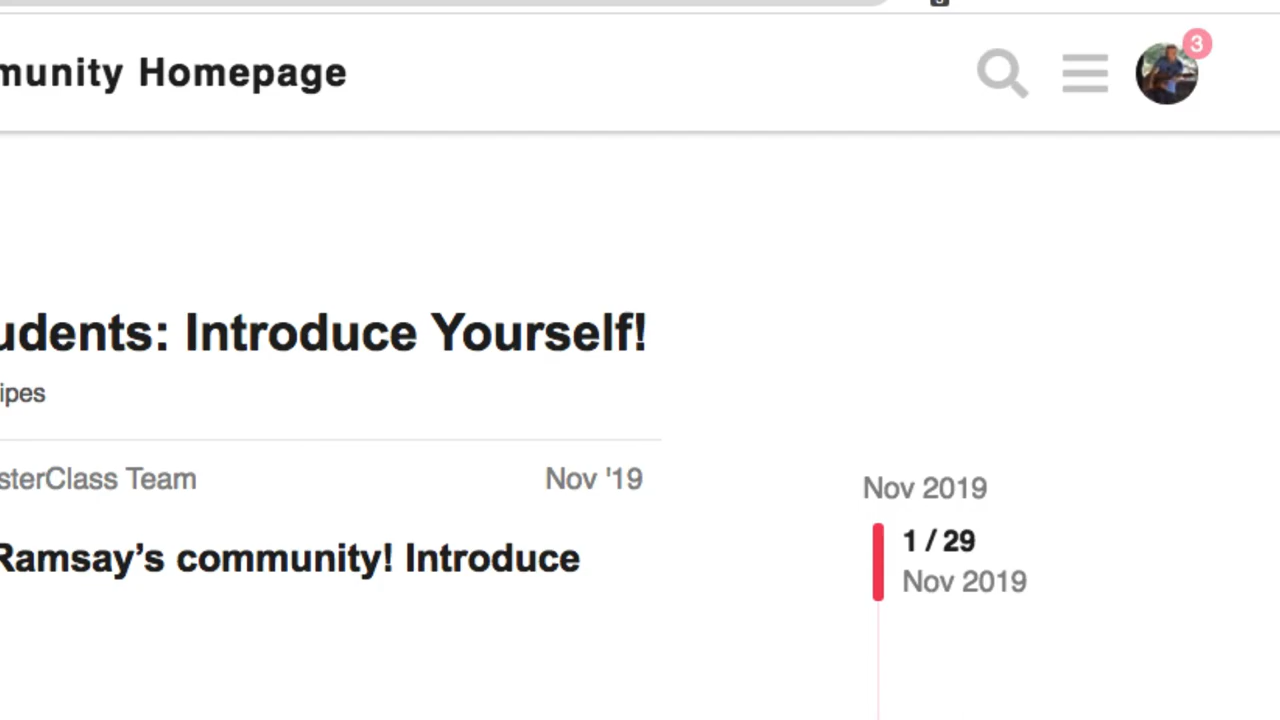 munity Homepage
3
udents: Introduce Yourself!
ipes
sterClass Team
Nov '19
Nov 2019
Ramsay’s community! Introduce
1 / 29
Nov 2019